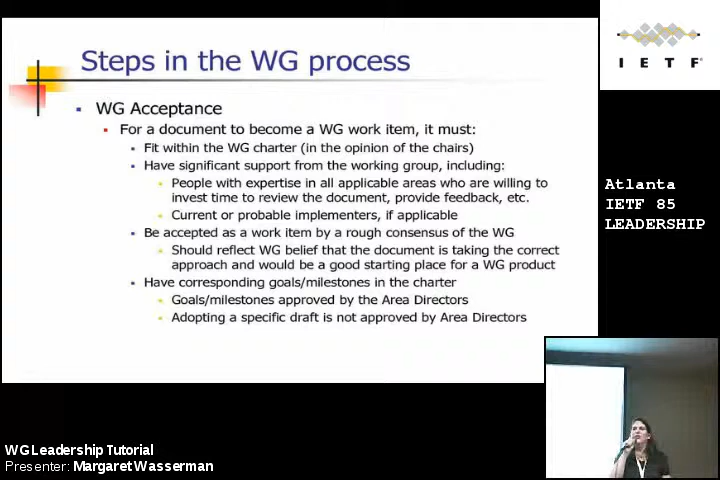 Steps in the WG process
WG Acceptance
For a document to become a WG work item, it must:
Fit within the WG charter (in the opinion of the chairs)
Have significant support from the working group, including:
People with expertise in all applicable areas who are willing to
invest time to review the document, provide feedback, etc.
Current or probable implementers, if applicable
Be accepted as a work item by a rough consensus of the WG
Should reflect WG belief that the document is taking the correct
approach and would be a good starting place for a WG product
Have corresponding goals/milestones in the charter
Goals/milestones approved by the Area Directors
Adopting a specific draft is not approved by Area Directors
I E T F®
Atlanta
IETF 85
LEADERSHIP
WG Leadership Tutorial
Presenter: Margaret Wasserman